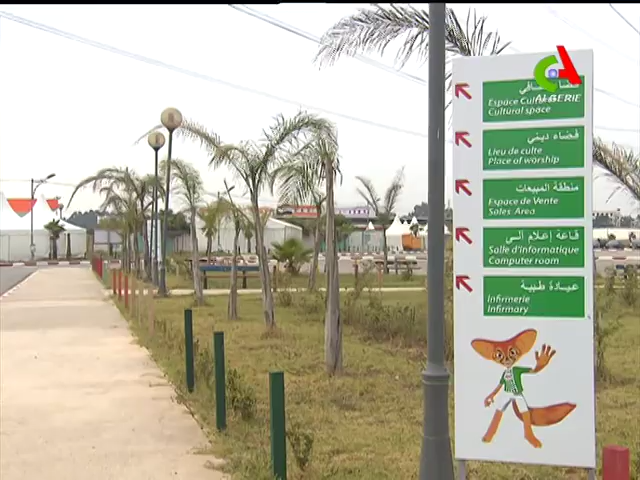 ALGERIE
Espace
Cultural space
فضاء ديني
Lieu de culte
Place of worship
منطقة المبيعات
Espace de Vente
Sales Area
قاعة إعلام آلي
Salle d'informatique
Computer room
عيادة طبية
Infirmerie
Infirmary